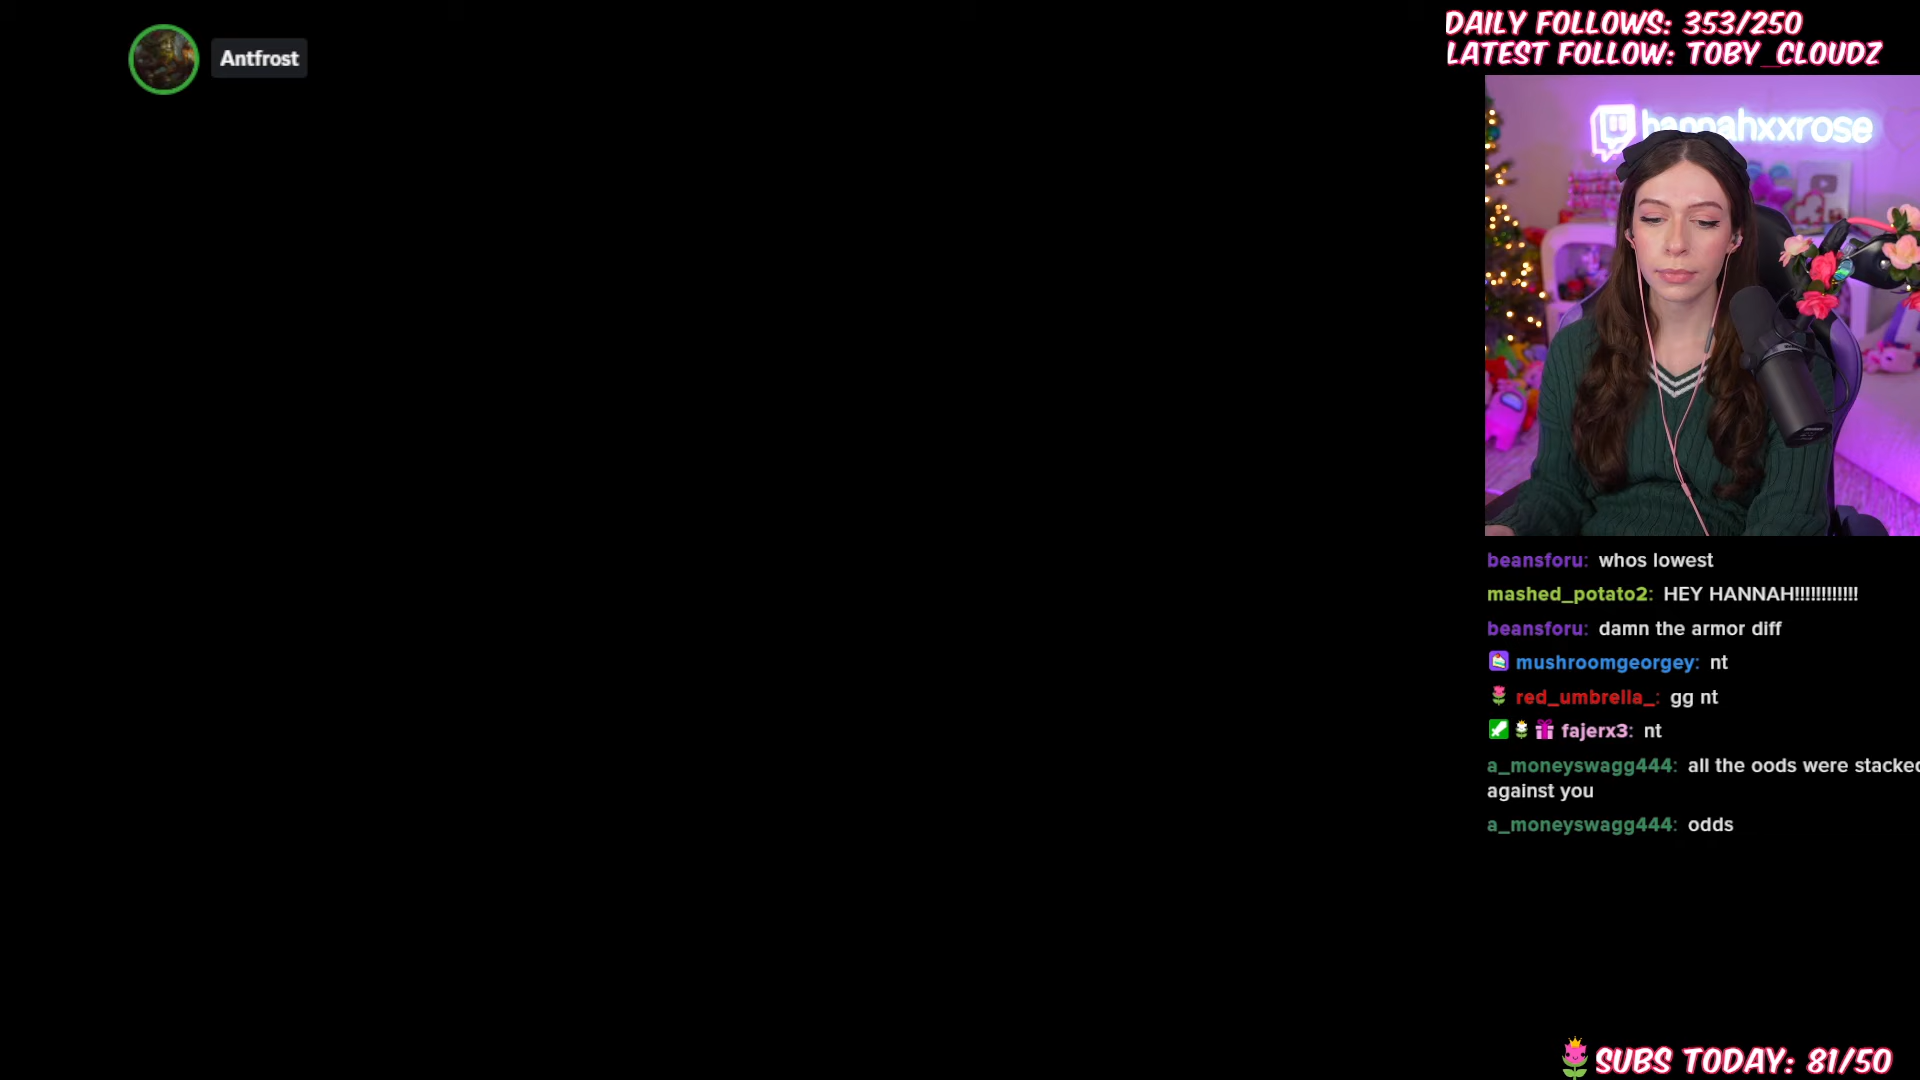 Antfrost
DAILY FOLLOWS: 353/250
LATEST FOLLOW: TOBY_CLOUDZ
hannahxxrose
beansforu: whos lowest
mashed_potato2: HEY HANNAH!!!!!!!!!!!!
beansforu: damn the armor diff
mushroomgeorgey: nt
red_umbrella_: gg nt
fajerx3: nt
a_moneyswagg444: all the oods were stacked
against you
a_moneyswagg444: odds
SUBS TODAY: 81/50